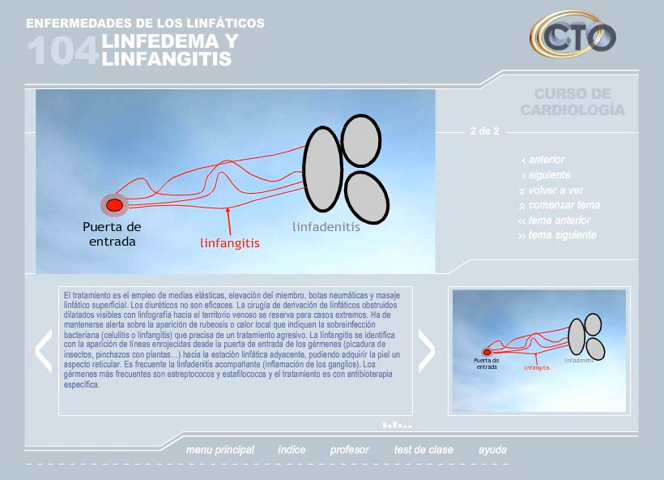 ENFERMEDADES DE LOS LINFÁTICOS
104 LINFEDEMA Y
LINFANGITIS
CTO
CURSO DE
CARDIOLOGÍA
2 de 2
‹ anterior
› siguiente
volver a ver
comenzar tema
‹‹ tema anterior
›› tema siguiente
Puerta de
entrada
linfangitis
linfadenitis
El tratamiento es el empleo de medias elásticas, elevación del miembro, botas neumáticas y masaje
linfático superficial. Los diuréticos no son eficaces. La cirugía de derivación de linfáticos obstruidos
dilatados visibles con linfografía hacia el territorio venoso se reserva para casos extremos. Ha de
mantenerse alerta sobre la aparición de rubeosis o calor local que indiquen la sobreinfección
bacteriana (celulitis o linfangitis) que precisa de un tratamiento agresivo. La linfangitis se identifica
con la aparición de líneas enrojecidas desde la puerta de entrada de los gérmenes (picadura de
insectos, pinchazos con plantas...) hacia la estación linfática adyacente, pudiendo adquirir la piel un
aspecto reticular. Es frecuente la linfadenitis acompañante (inflamación de los ganglios). Los
gérmenes más frecuentes son estreptococos y estafilococos y el tratamiento es con antibioterapia
específica.
Puerta de
entrada
linfangitis
linfadenitis
menu principal
índice
profesor
test de clase
ayuda